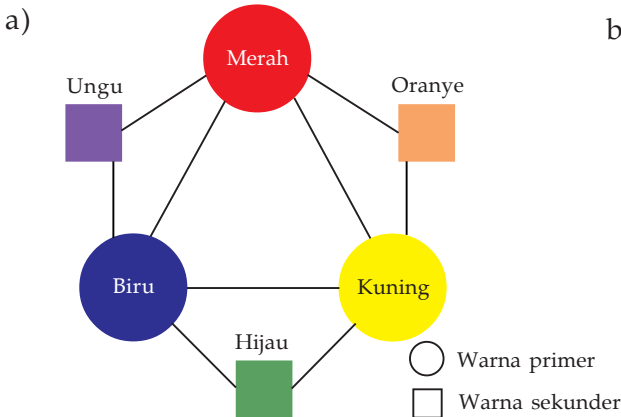 a)
b
Merah
Ungu
Oranye
Biru
Kuning
Hijau
Warna primer
Warna sekunder